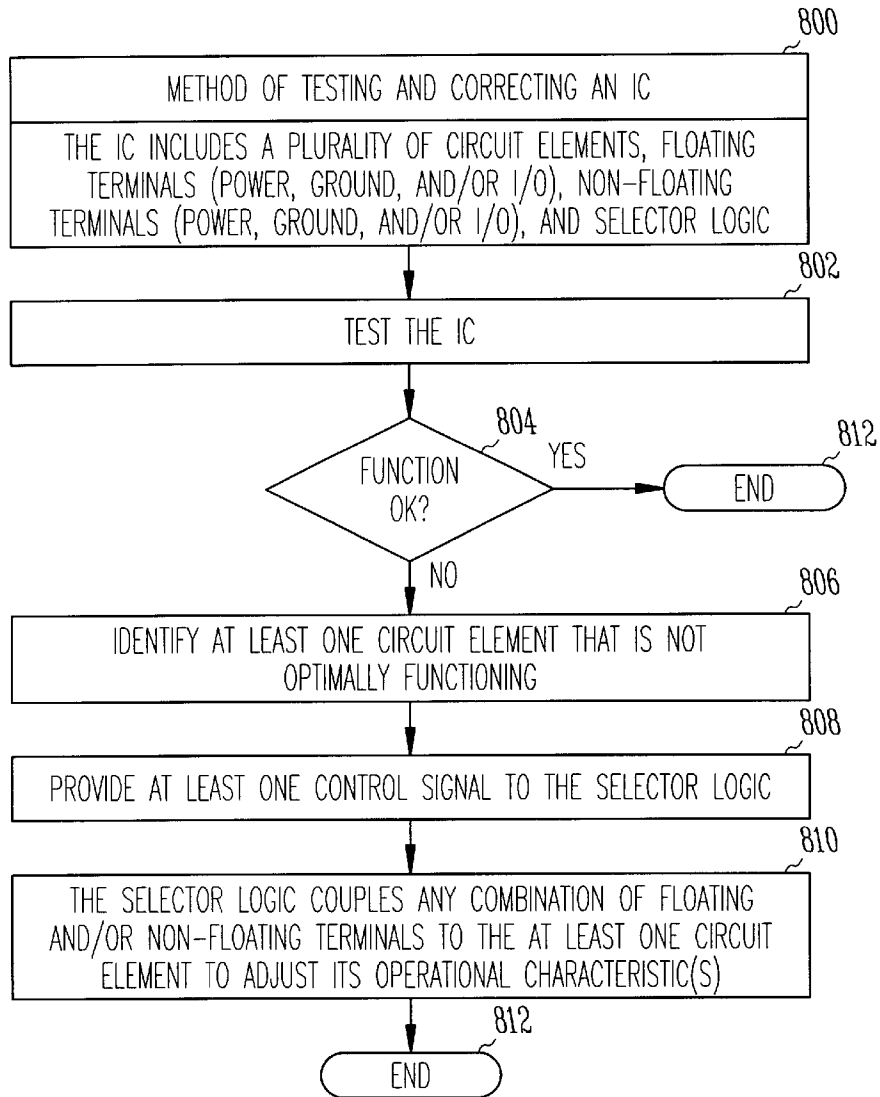 800
METHOD OF TESTING AND CORRECTING AN IC
THE IC INCLUDES A PLURALITY OF CIRCUIT ELEMENTS, FLOATING
TERMINALS (POWER, GROUND, AND/OR I/O), NON-FLOATING
TERMINALS (POWER, GROUND, AND/OR I/O), AND SELECTOR LOGIC
802
TEST THE IC
804
FUNCTION
OK?
YES
812
END
NO
806
IDENTIFY AT LEAST ONE CIRCUIT ELEMENT THAT IS NOT
OPTIMALLY FUNCTIONING
808
PROVIDE AT LEAST ONE CONTROL SIGNAL TO THE SELECTOR LOGIC
810
THE SELECTOR LOGIC COUPLES ANY COMBINATION OF FLOATING
AND/OR NON-FLOATING TERMINALS TO THE AT LEAST ONE CIRCUIT
ELEMENT TO ADJUST ITS OPERATIONAL CHARACTERISTIC(S)
812
END